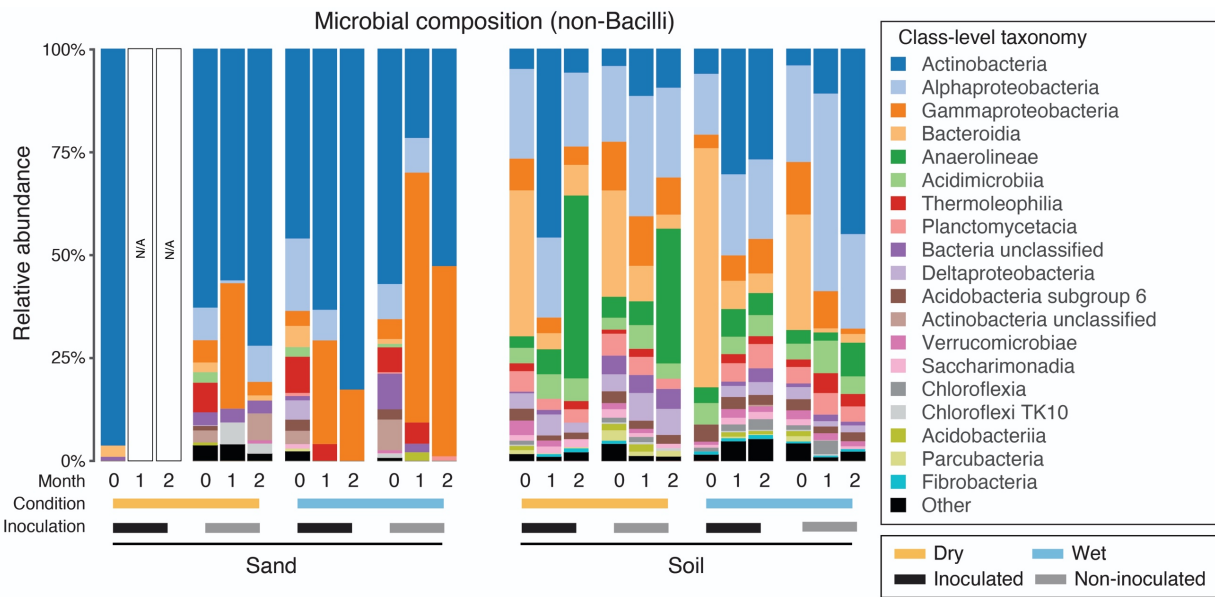 Microbial composition (non-Bacilli)
Relative abundance
100%
75%
50%
25%
0%
N/A
N/A
Month 0 1 2 0 1 2 0 1 2 0 1 2 0 1 2 0 1 2 0 1 2 0 1 2
Condition
Inoculation
Sand
Soil
Class-level taxonomy
Actinobacteria
Alphaproteobacteria
Gammaproteobacteria
Bacteroidia
Anaerolineae
Acidimicrobiia
Thermoleophilia
Planctomycetacia
Bacteria unclassified
Deltaproteobacteria
Acidobacteria subgroup 6
Actinobacteria unclassified
Verrucomicrobiae
Saccharimonadia
Chloroflexia
Chloroflexi TK10
Acidobacteriia
Parcubacteria
Fibrobacteria
Other
Dry Wet
Inoculated Non-inoculated